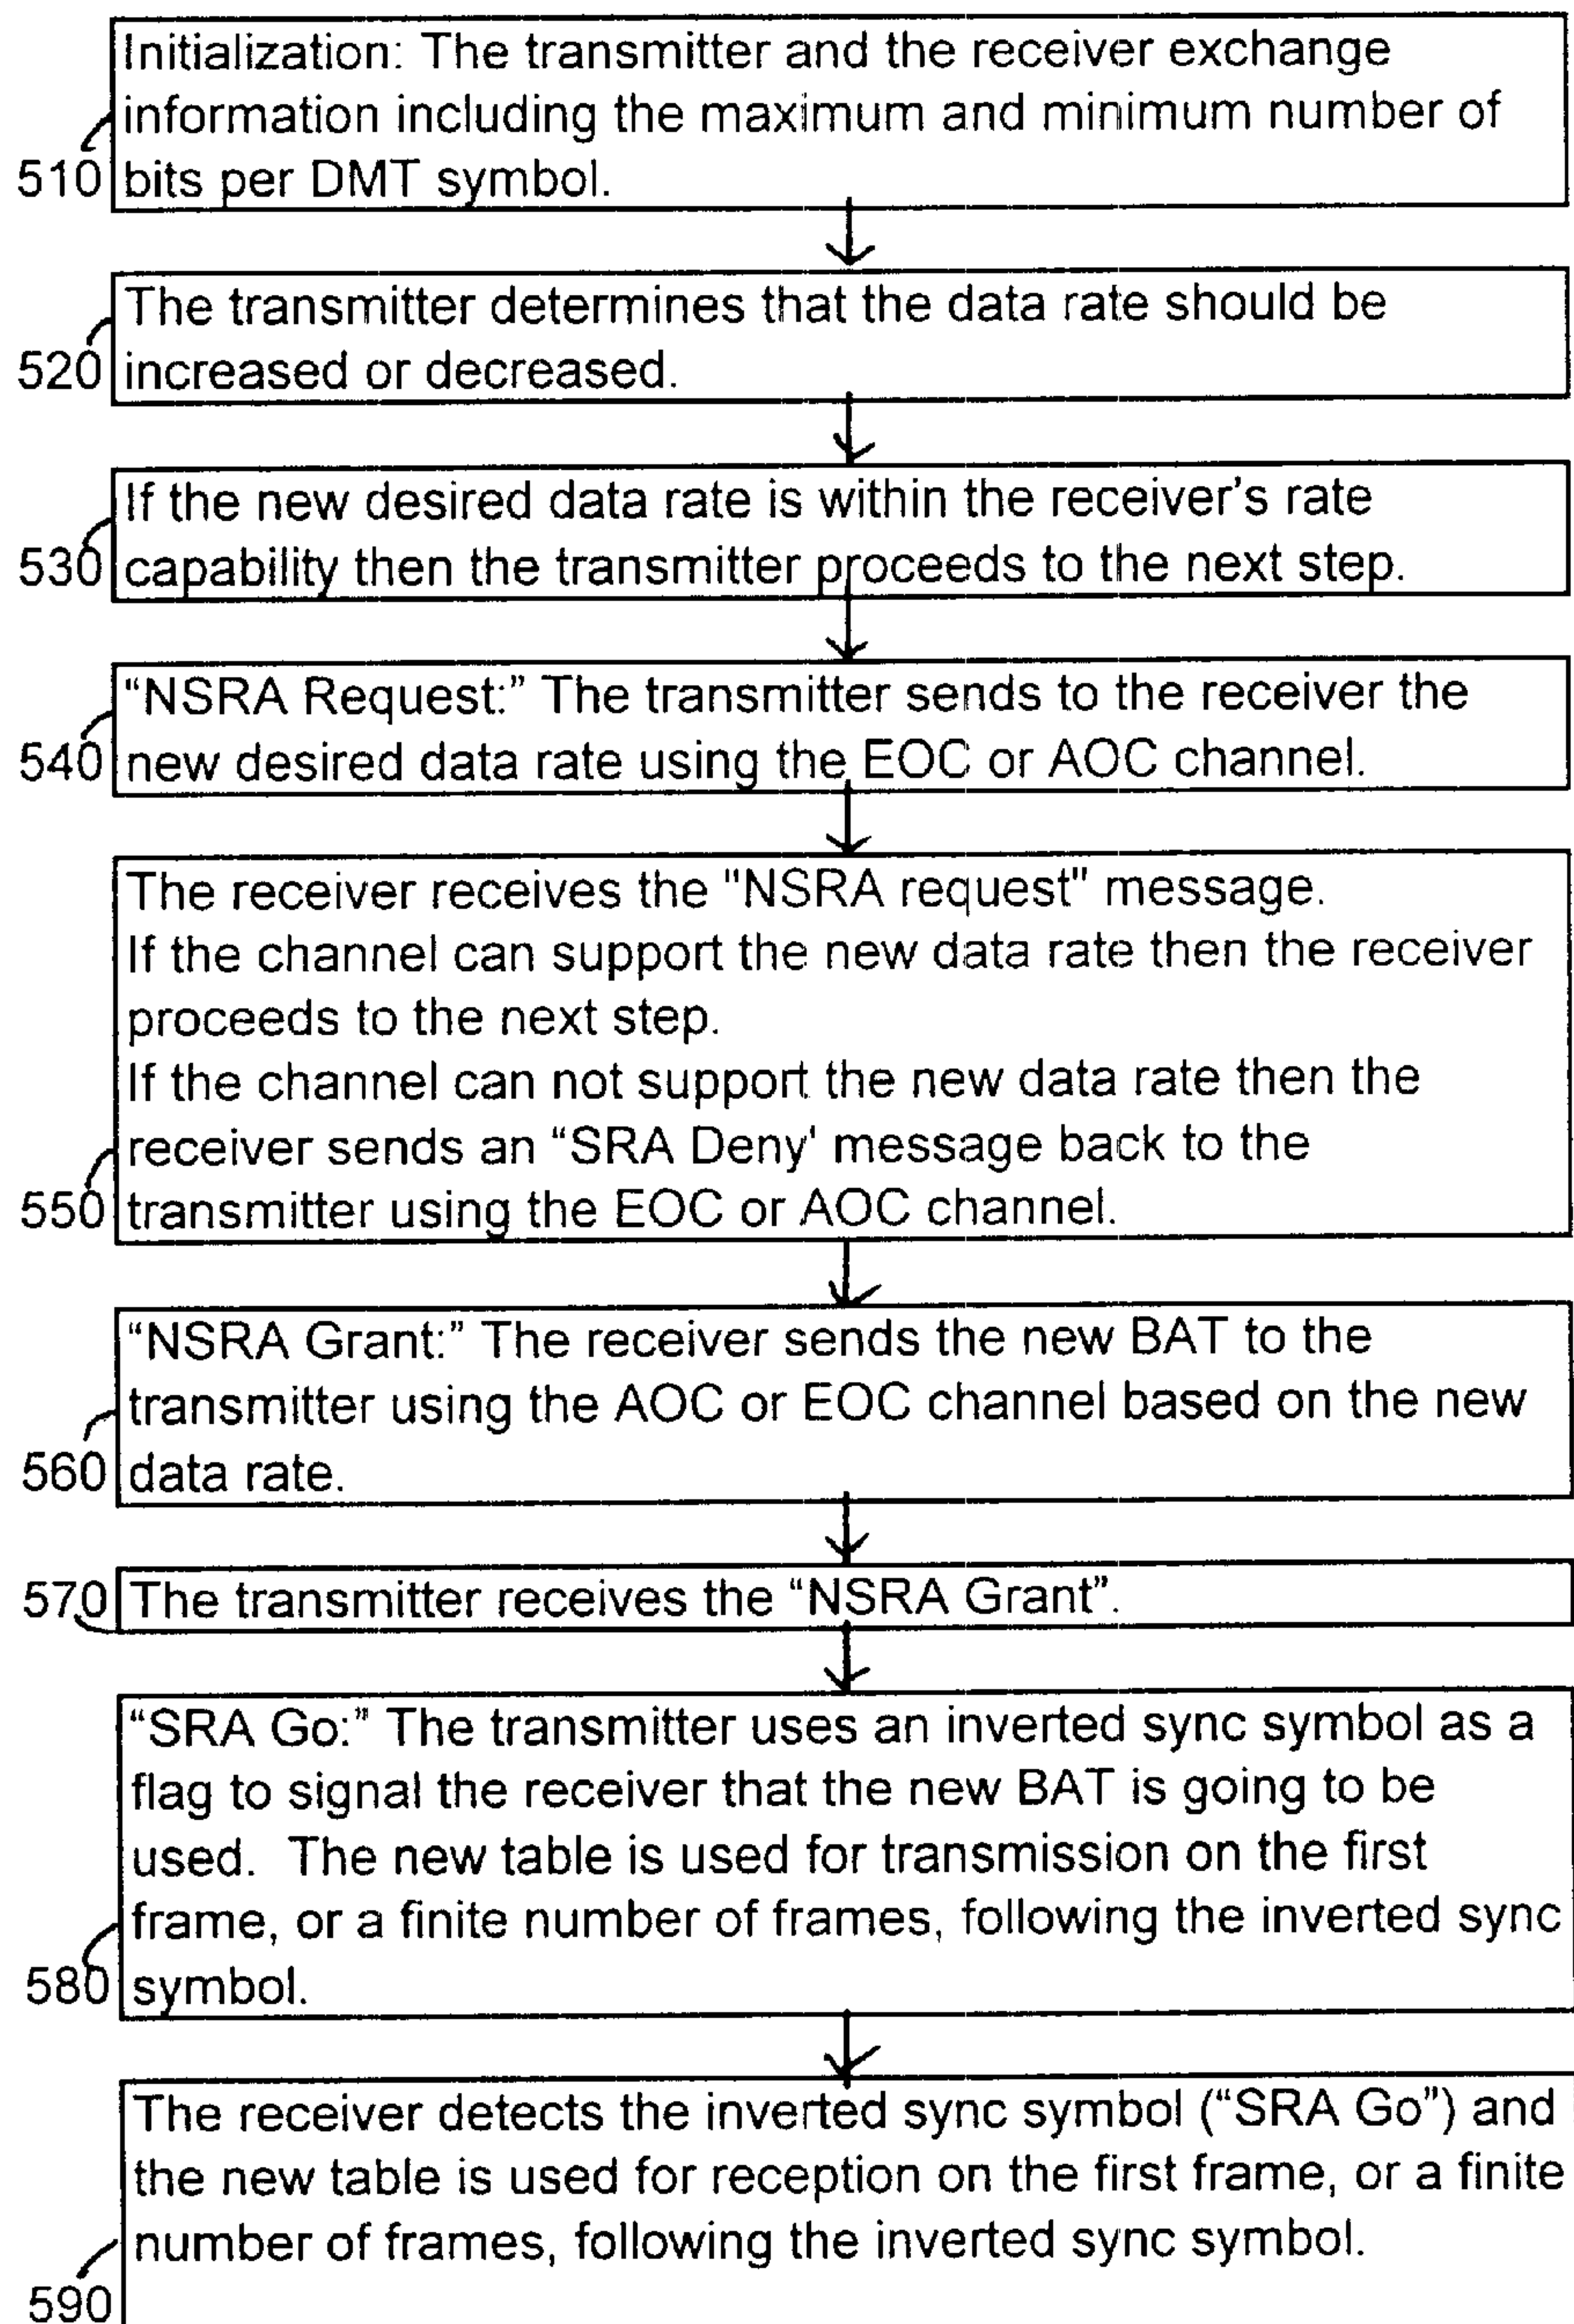 Initialization: The transmitter and the receiver exchange
information including the maximum and minimum number of
510 bits per DMT symbol.
The transmitter determines that the data rate should be
520 increased or decreased.
If the new desired data rate is within the receiver's rate
530 capability then the transmitter proceeds to the next step.
“NSRA Request:” The transmitter sends to the receiver the
540 new desired data rate using the EOC or AOC channel.
The receiver receives the "NSRA request" message.
If the channel can support the new data rate then the receiver
proceeds to the next step.
If the channel can not support the new data rate then the
receiver sends an “SRA Deny' message back to the
550 transmitter using the EOC or AOC channel.
“NSRA Grant:” The receiver sends the new BAT to the
transmitter using the AOC or EOC channel based on the new
560 data rate.
570 The transmitter receives the “NSRA Grant”.
“SRA Go:” The transmitter uses an inverted sync symbol as a
flag to signal the receiver that the new BAT is going to be
used. The new table is used for transmission on the first
frame, or a finite number of frames, following the inverted sync
580 symbol.
The receiver detects the inverted sync symbol (“SRA Go”) and
the new table is used for reception on the first frame, or a finite
number of frames, following the inverted sync symbol.
590